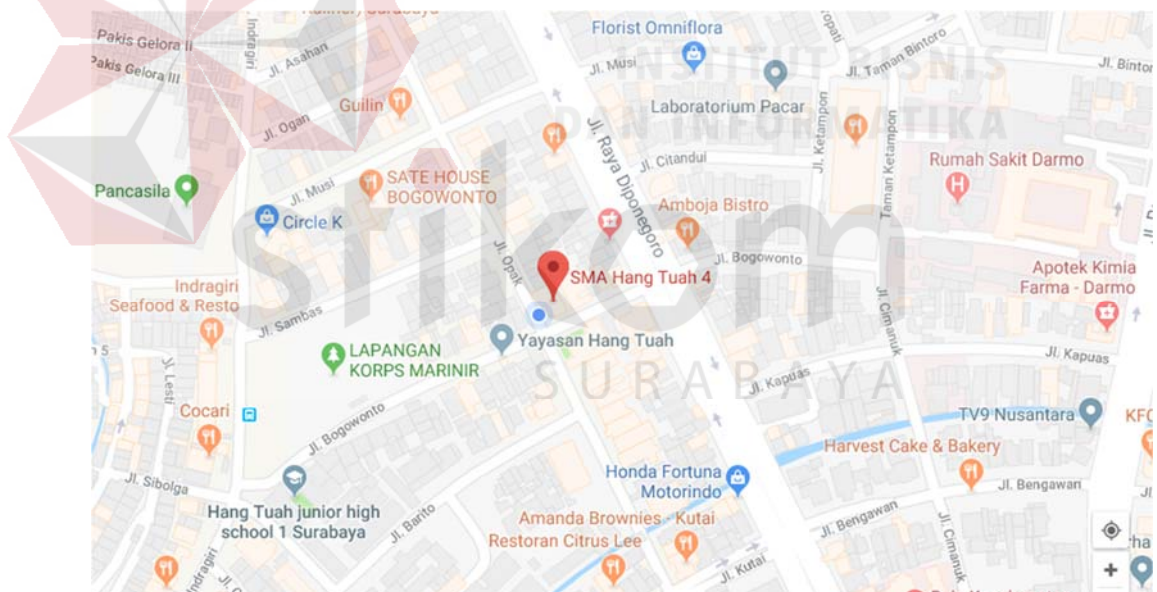 Pakis Gelora II
Pakis Gelora III
Indragiri
Jl. Asahan
Jl. Ogan
Guilin
Jl. Musi
SATE HOUSE
BOGOWONTO
Pancasila
Circle K
Florist Omniflora
Jl. Musi
INSTITUT BISNIS
DAN INFORMATIKA
stikom
SURABAYA
Laboratorium Pacar
Jl. Taman Bintoro
Jl. Ketampon
Taman Ketampon
Jl. Citandui
Jl. Raya Diponegoro
Rumah Sakit Darmo
Amboja Bistro
Jl. Bogowonto
Jl. Opak
SMA Hang Tuah 4
Yayasan Hang Tuah
Apotek Kimia
Farma - Darmo
Indragiri
Seafood & Resto
Jl. Sambas
LAPANGAN
KORPS MARINIR
Jl. Lesti
Cocari
Jl. Bogowonto
Jl. Sibolga
Hang Tuah junior high
school 1 Surabaya
Jl. Barito
Indragiri
Jl. Cimanuk
Jl. Kapuas
Jl. Kapuas
TV9 Nusantara
KFC
Harvest Cake & Bakery
Honda Fortuna
Motorindo
Jl. Bengawan
Jl. Bengawan
Amanda Brownies - Kutai
Restoran Citrus Lee
Jl. Kutai
Jl. Cimanuk
+